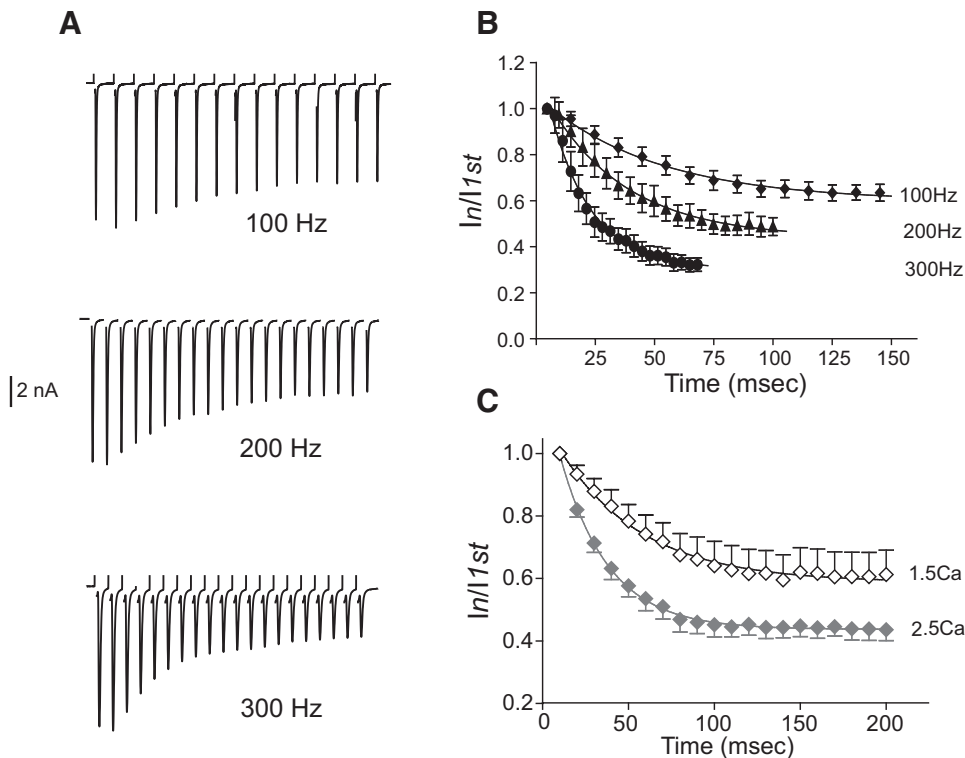 A
100 Hz
2 nA
200 Hz
300 Hz
B
1.2
1.0
0.8
0.6
0.4
0.2
0.0
In/I1st
100Hz
200Hz
300Hz
25 50 75 100 125 150
Time (msec)
C
1.0
0.8
0.6
0.4
0.2
In/I1st
1.5Ca
2.5Ca
0 50 100 150 200
Time (msec)